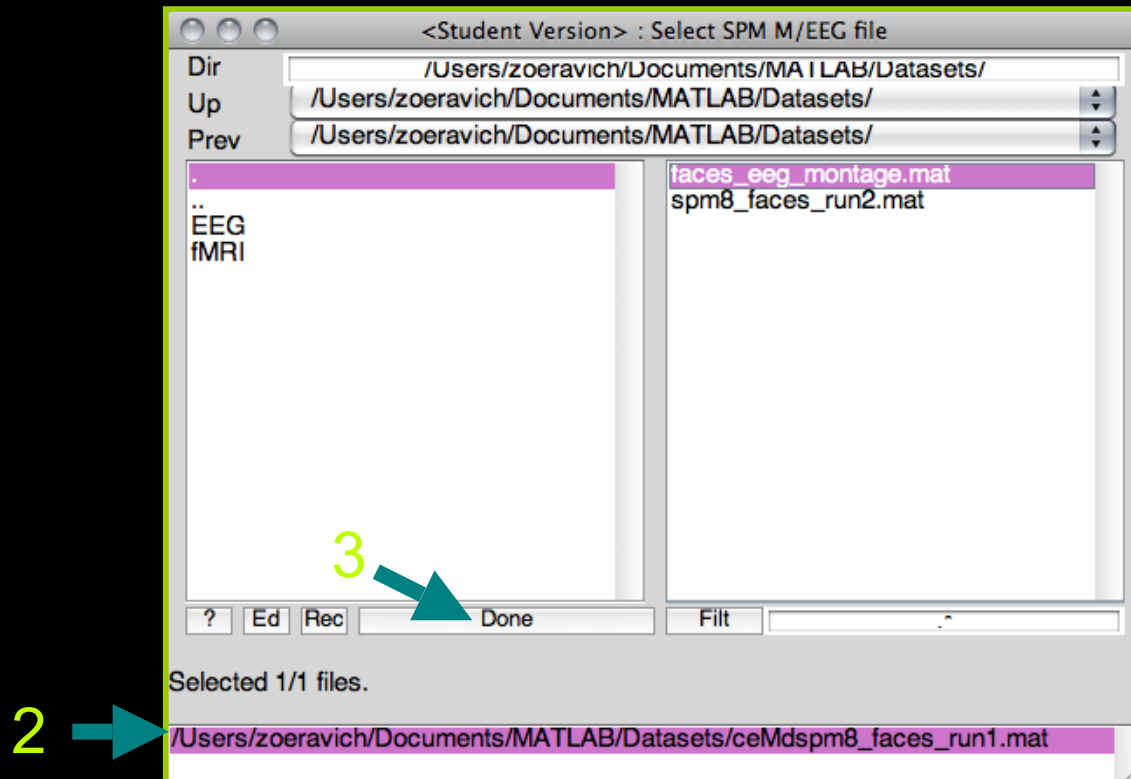 <Student Version> : Select SPM M/EEG file
Dir /Users/zoeravich/Documents/MATLAB/Datasets/
Up /Users/zoeravich/Documents/MATLAB/Datasets/
Prev /Users/zoeravich/Documents/MATLAB/Datasets/
.
..
EEG
fMRI
faces_eeg_montage.mat
spm8_faces_run2.mat
3
? Ed Rec Done Filt
Selected 1/1 files.
2
/Users/zoeravich/Documents/MATLAB/Datasets/ceMdspm8_faces_run1.mat